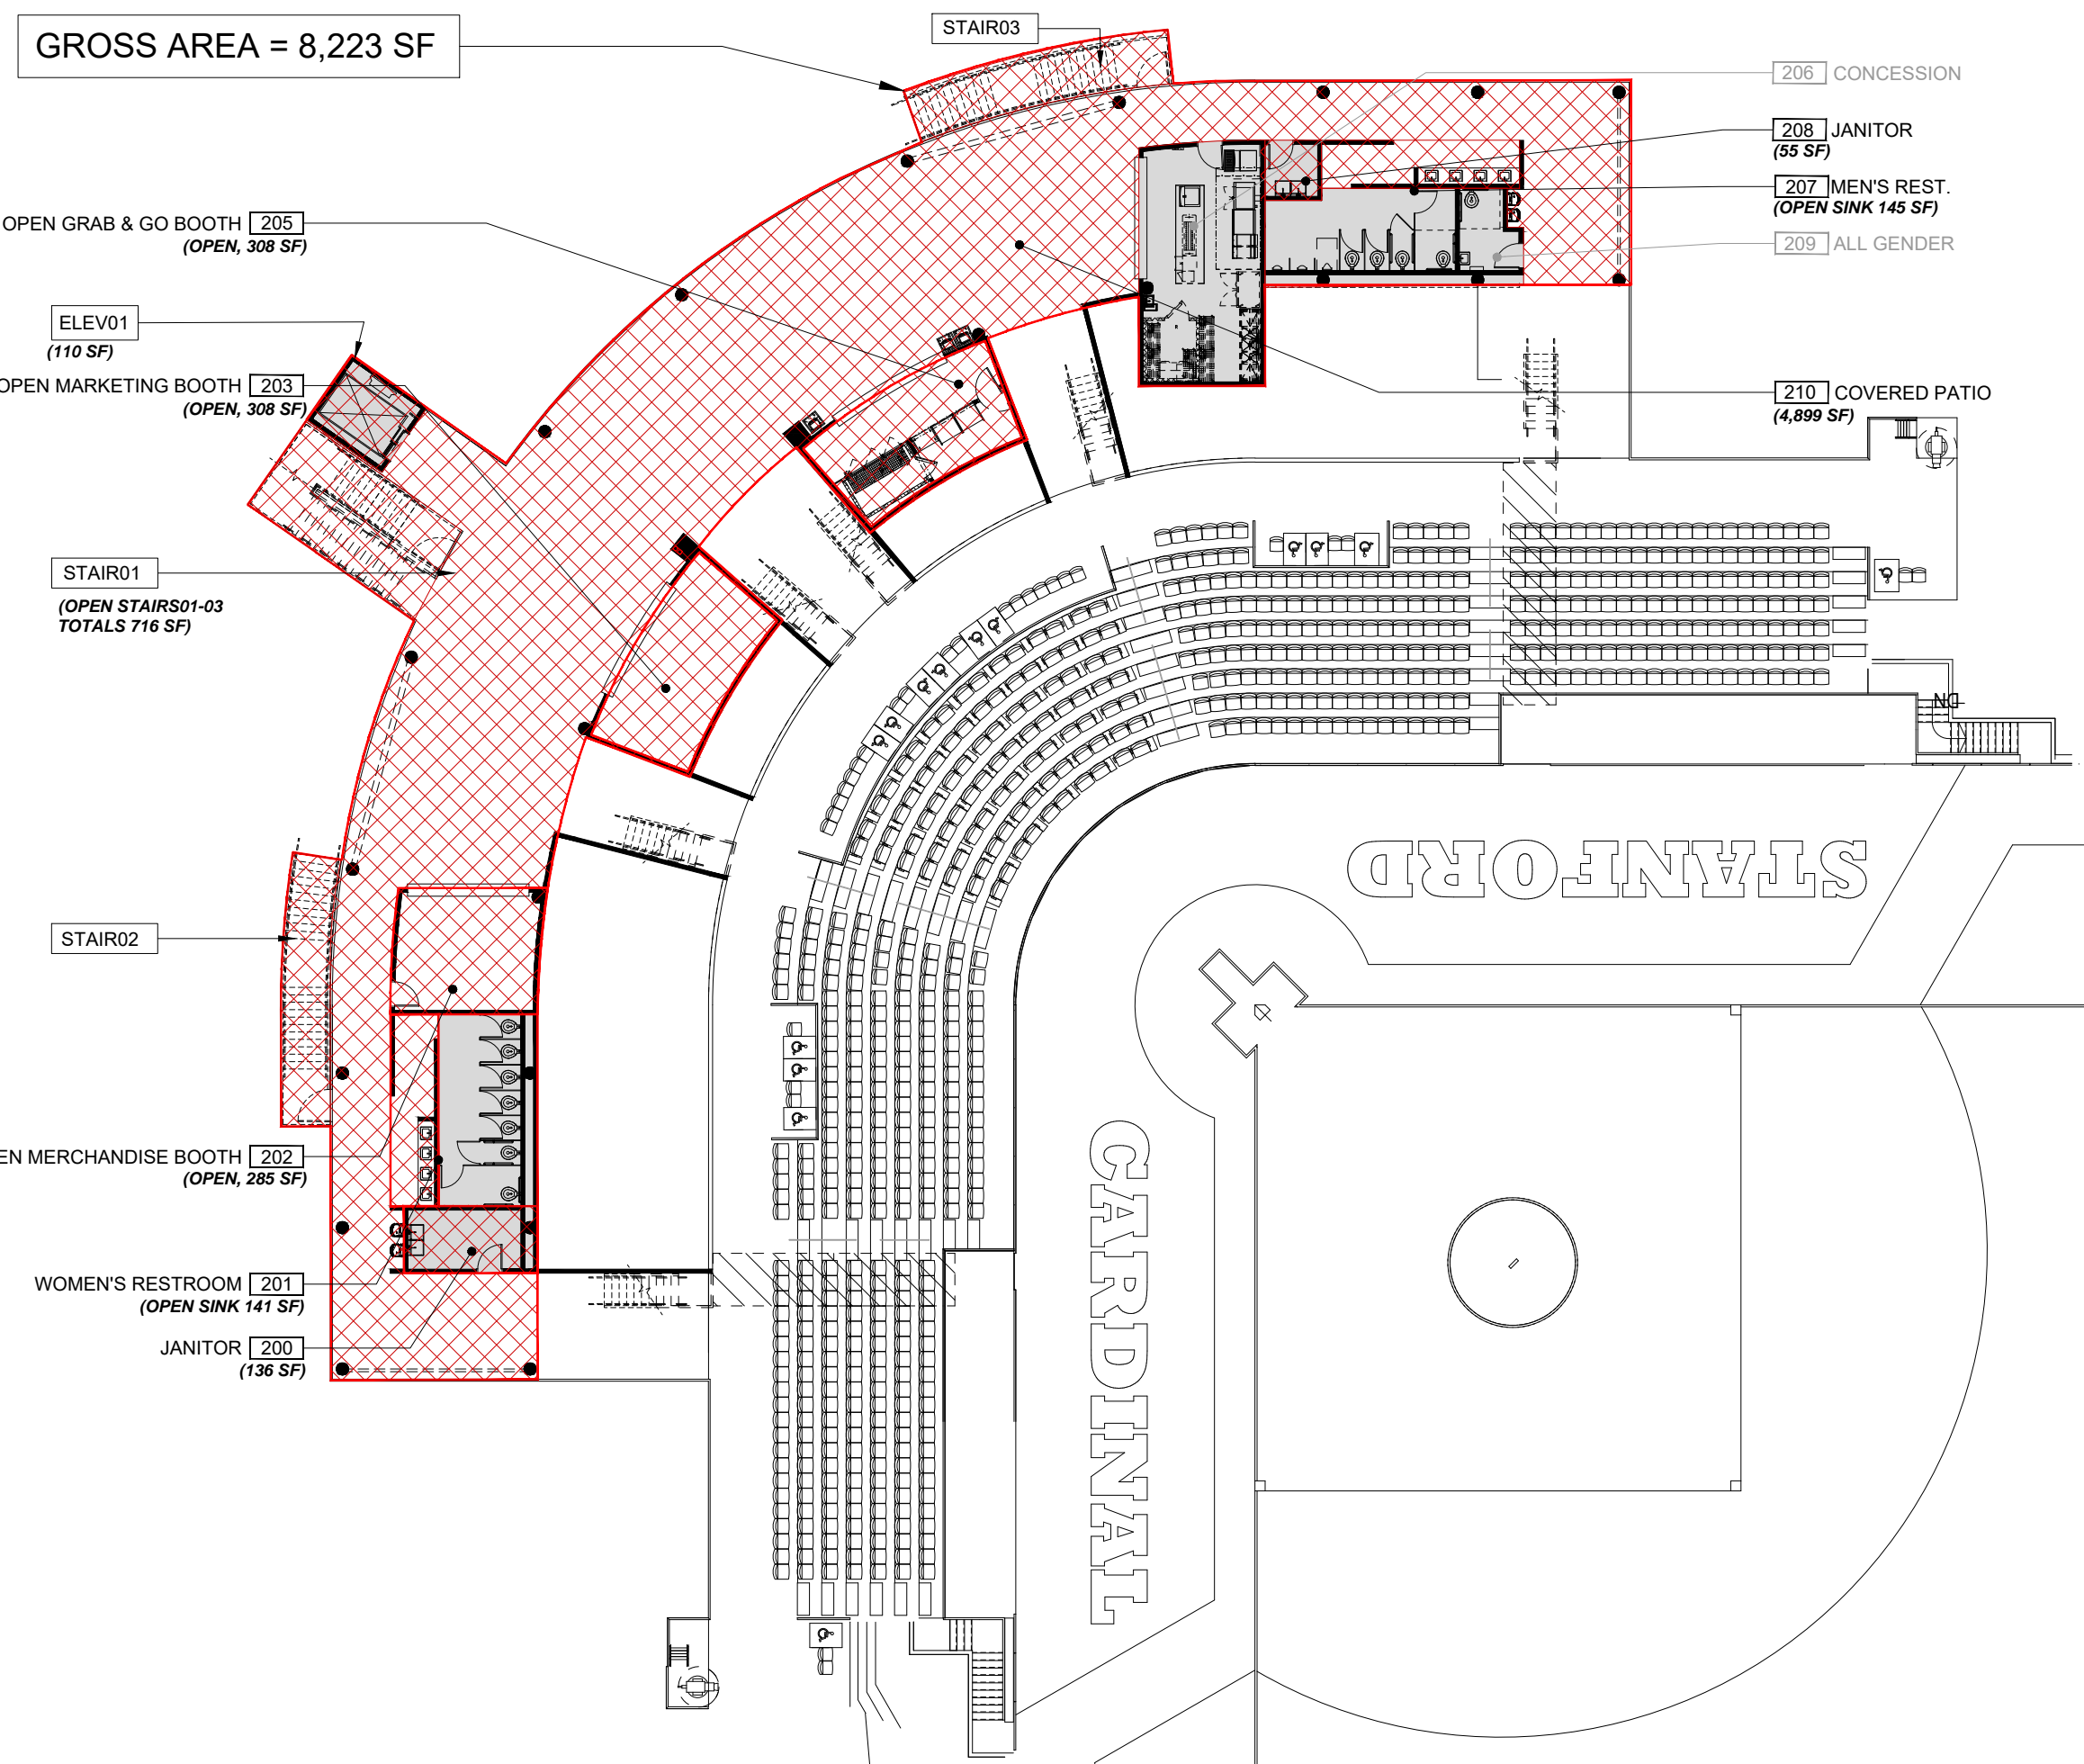 GROSS AREA = 8,223 SF
STAIR03
206 CONCESSION
208 JANITOR
(55 SF)
207 MEN'S REST.
(OPEN SINK 145 SF)
209 ALL GENDER
OPEN GRAB & GO BOOTH 205
(OPEN, 308 SF)
ELEV01
(110 SF)
OPEN MARKETING BOOTH 203
(OPEN, 308 SF)
210 COVERED PATIO
(4,899 SF)
STAIR01
(OPEN STAIRS01-03
TOTALS 716 SF)
DN
STANFORD
STAIR02
EN MERCHANDISE BOOTH 202
(OPEN, 285 SF)
CARDINAL
WOMEN'S RESTROOM 201
(OPEN SINK 141 SF)
JANITOR 200
(136 SF)